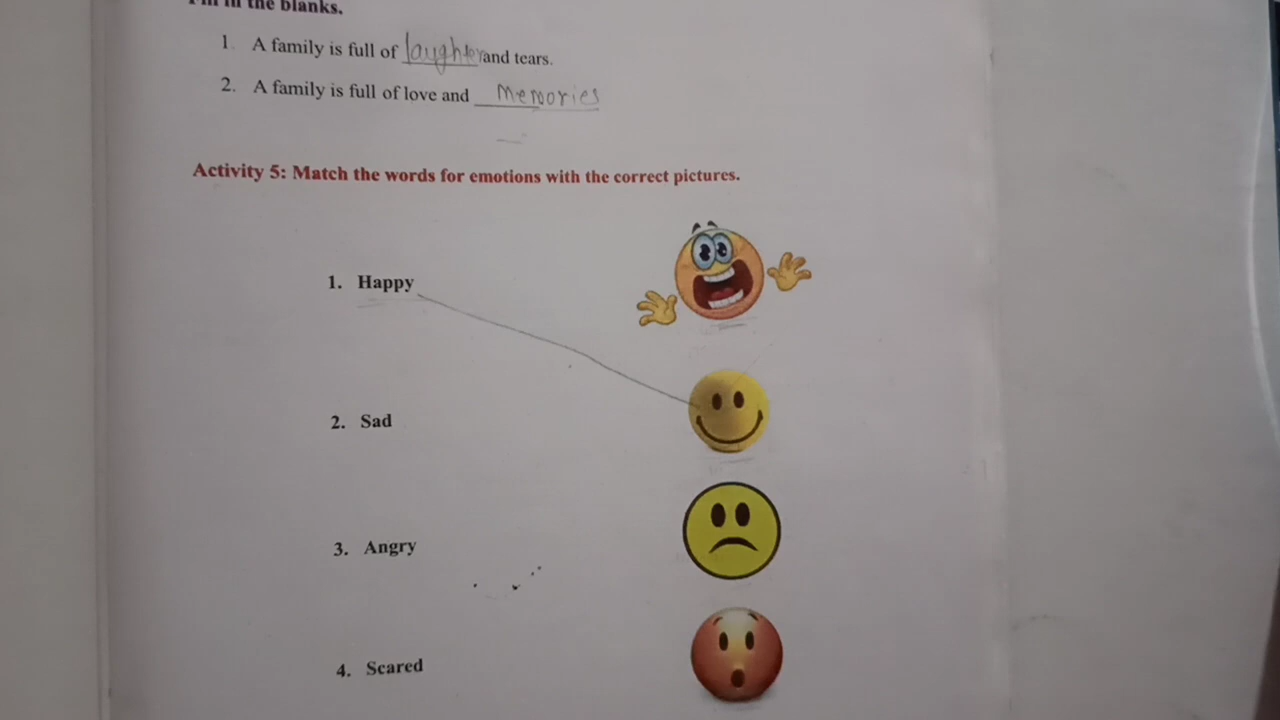 Fill in the blanks.
1. A family is full of laughter and tears.
2. A family is full of love and Memories
Activity 5: Match the words for emotions with the correct pictures.
1. Happy
2. Sad
3. Angry
4. Scared